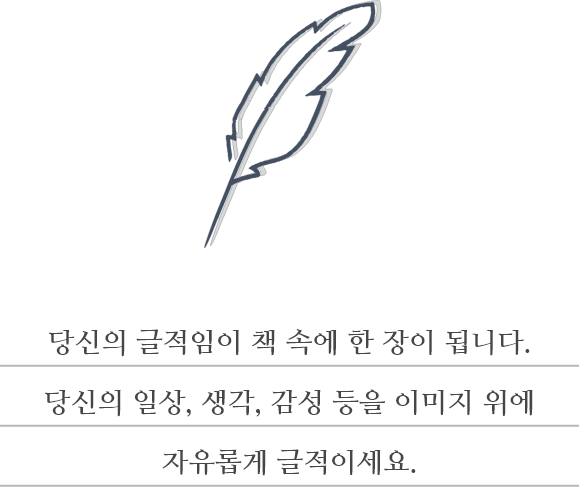 당신의 글적임이 책 속에 한 장이 됩니다.
당신의 일상, 생각, 감성 등을 이미지 위에
자유롭게 글적이세요.